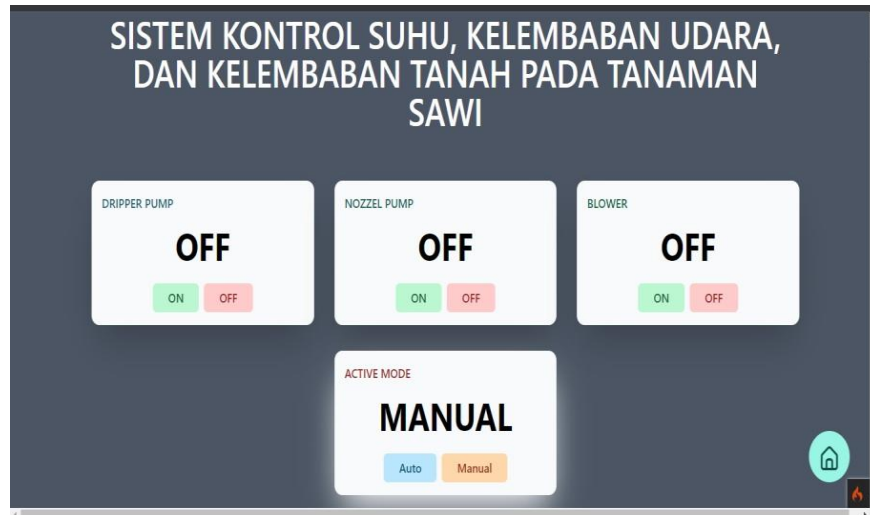 SISTEM KONTROL SUHU, KELEMBABAN UDARA,
DAN KELEMBABAN TANAH PADA TANAMAN
SAWI
DRIPPER PUMP
OFF
ON OFF
NOZZEL PUMP
OFF
ON OFF
BLOWER
OFF
ON OFF
ACTIVE MODE
MANUAL
Auto Manual